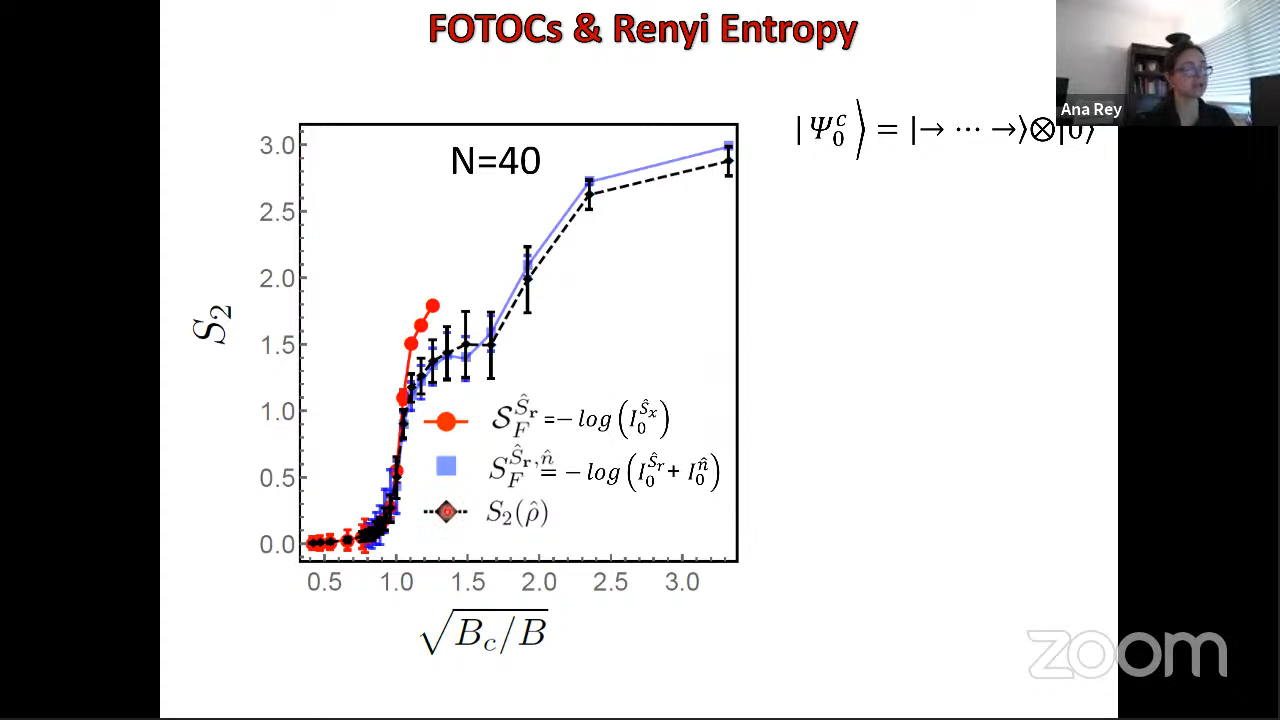 FOTOCs & Renyi Entropy
Ana Rey
| Ψ₀ᶜ ⟩ = |→ ⋯ →⟩⊗|0⟩
N=40
3.0
2.5
2.0
1.5
1.0
0.5
0.0
S₂
𝒮_F^{Ŝ_r} =− log (I₀^{Ŝₓ})
S_F^{Ŝ_r, n̂} = − log (I₀^{Ŝ_r} + I₀^{n̂})
S₂(ρ̂)
0.5 1.0 1.5 2.0 2.5 3.0
√(B_c/B)
zoom